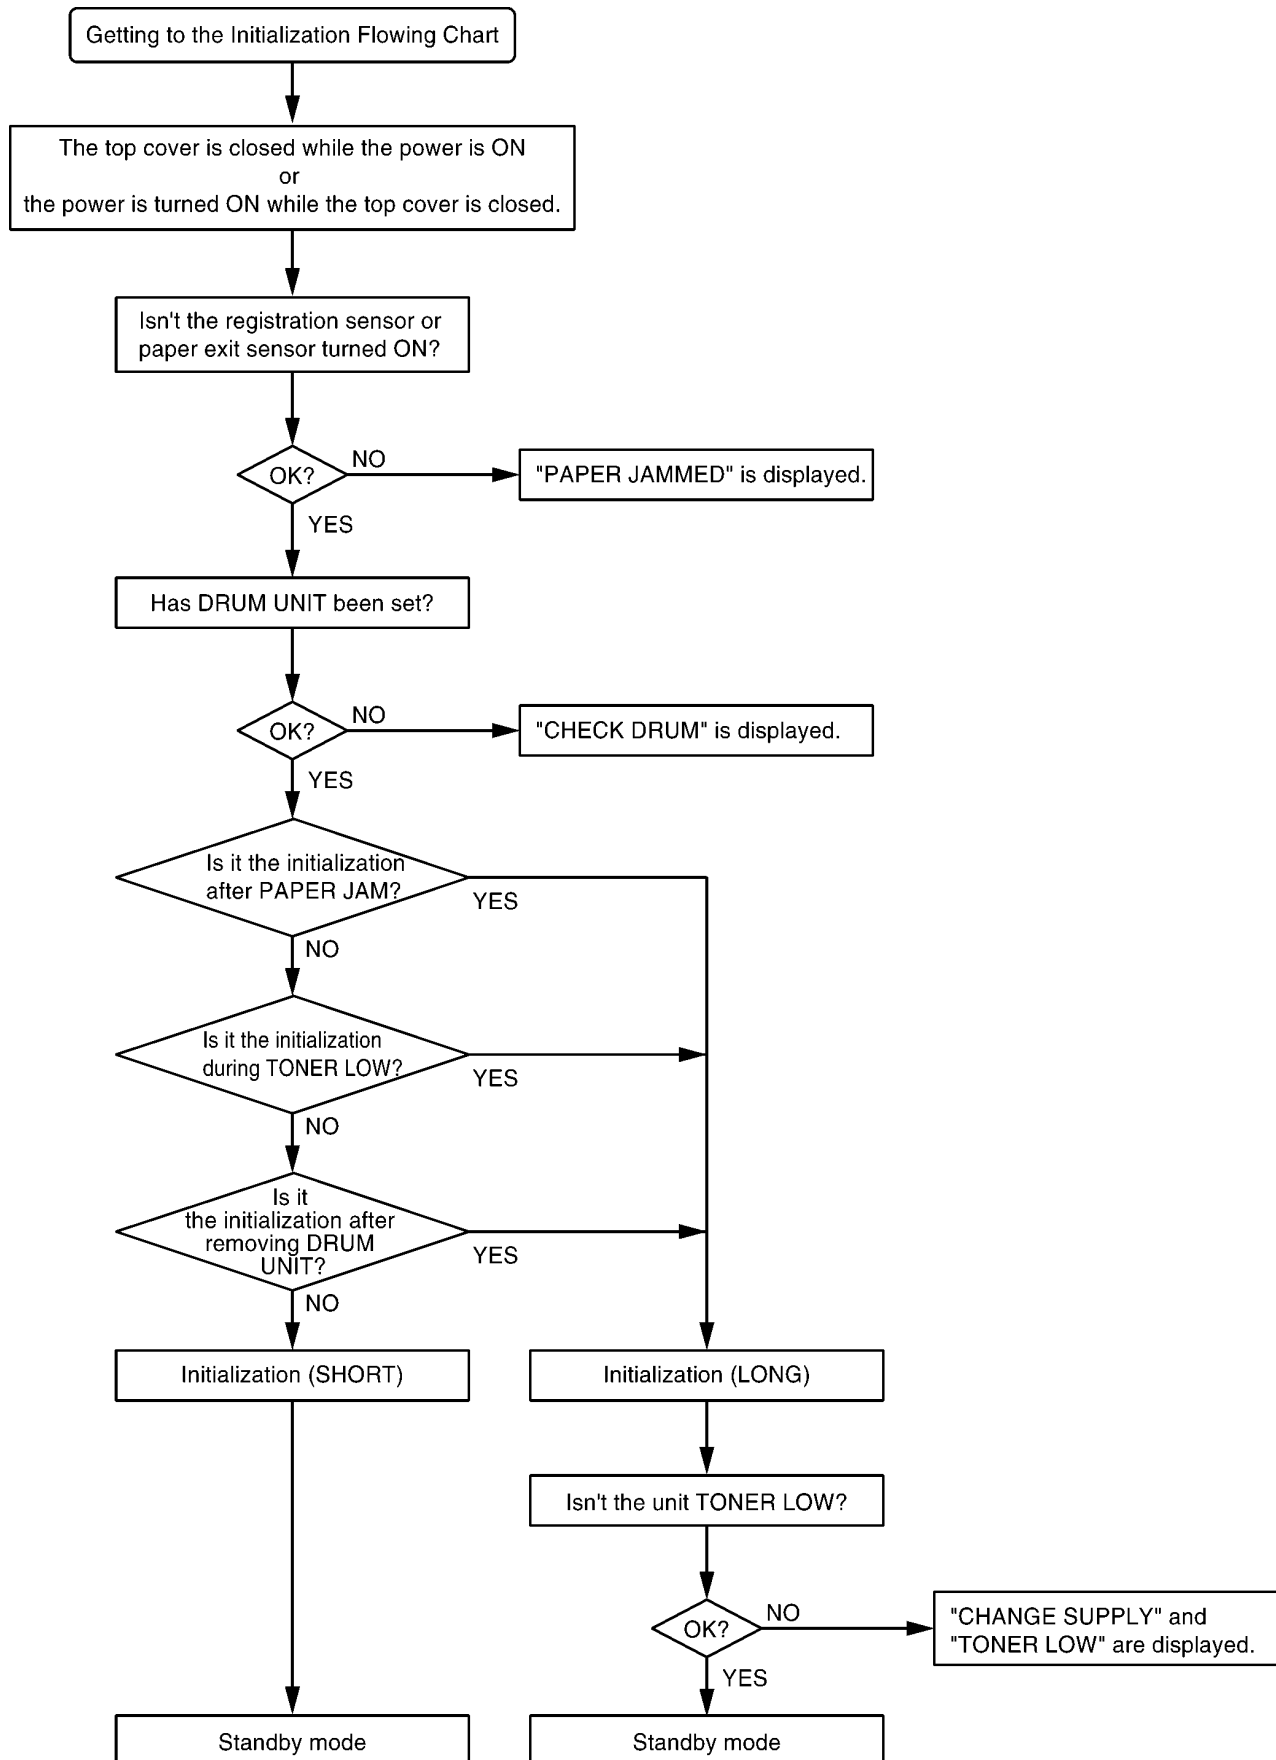 Getting to the Initialization Flowing Chart
The top cover is closed while the power is ON
or
the power is turned ON while the top cover is closed.
Isn't the registration sensor or
paper exit sensor turned ON?
OK?
NO
"PAPER JAMMED" is displayed.
YES
Has DRUM UNIT been set?
OK?
NO
"CHECK DRUM" is displayed.
YES
Is it the initialization
after PAPER JAM?
YES
NO
Is it the initialization
during TONER LOW?
YES
NO
Is it
the initialization after
removing DRUM
UNIT?
YES
NO
Initialization (SHORT)
Initialization (LONG)
Isn't the unit TONER LOW?
OK?
NO
"CHANGE SUPPLY" and
"TONER LOW" are displayed.
YES
Standby mode
Standby mode